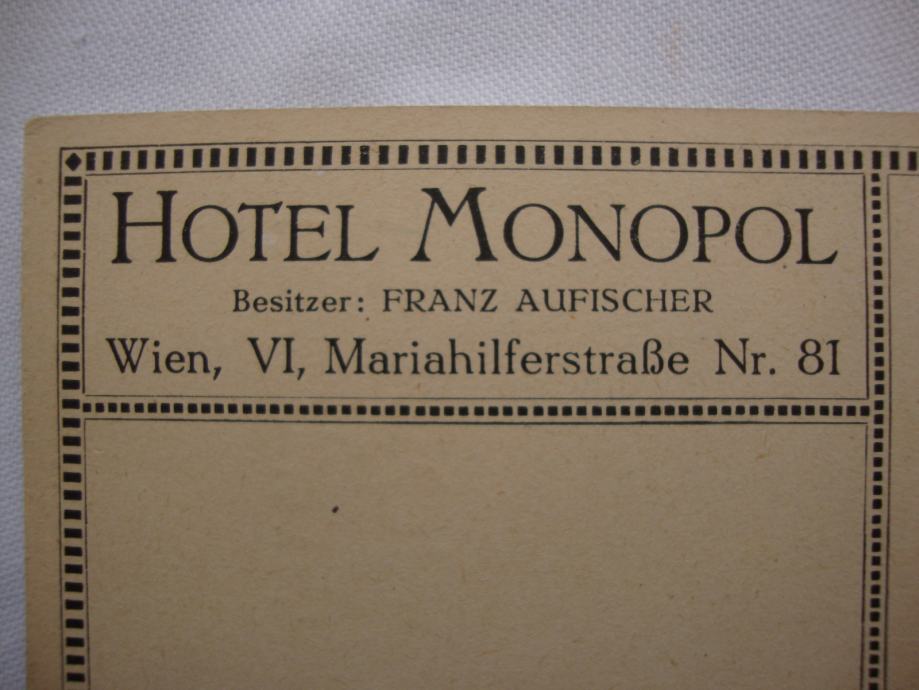 HOTEL MONOPOL
Besitzer: FRANZ AUFISCHER
Wien, VI, Mariahilferstraße Nr. 81